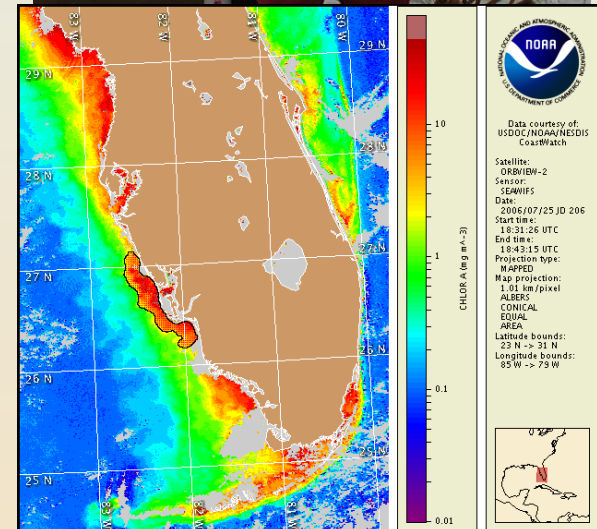 83 W
82
81
80
29 N
29 N
28 N
28 N
27 N
27 N
26 N
26 N
25 N
25 N
83
82
81
10
1
0.1
0.01
CHLOR A (mg m^-3)
NATIONAL OCEANIC AND ATMOSPHERIC ADMINISTRATION
NOAA
U.S. DEPARTMENT OF COMMERCE
Data courtesy of:
USDOC/NOAA/NESDIS
CoastWatch
Satellite:
ORBVIEW-2
Sensor:
SEAWIFS
Date:
2006/07/25 JD 206
Start time:
18:31:26 UTC
End time:
18:43:15 UTC
Projection type:
MAPPED
Map projection:
1.01 km/pixel
ALBERS
CONICAL
EQUAL
AREA
Latitude bounds:
23 N -> 31 N
Longitude bounds:
85 W -> 79 W